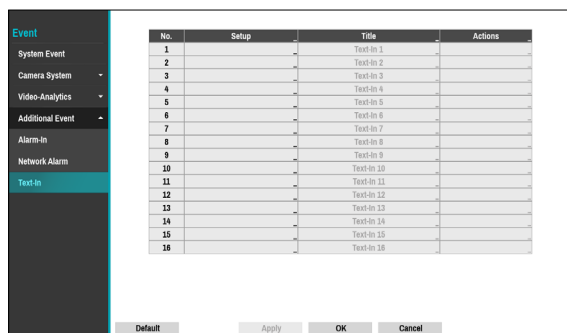 Event
System Event
Camera System
Video-Analytics
Additional Event
Alarm-In
Network Alarm
Text-In
No. Setup Title Actions
1 Text-In 1
2 Text-In 2
3 Text-In 3
4 Text-In 4
5 Text-In 5
6 Text-In 6
7 Text-In 7
8 Text-In 8
9 Text-In 9
10 Text-In 10
11 Text-In 11
12 Text-In 12
13 Text-In 13
14 Text-In 14
15 Text-In 15
16 Text-In 16
Default Apply OK Cancel